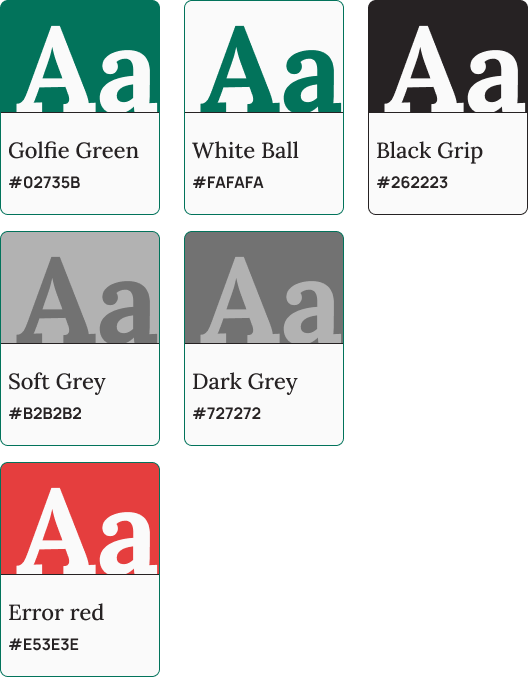 Aa
Aa
Aa
Golfie Green
White Ball
Black Grip
#02735B
#FAFAFA
#262223
Aa
Aa
Soft Grey
Dark Grey
#B2B2B2
#727272
Aa
Error red
#E53E3E